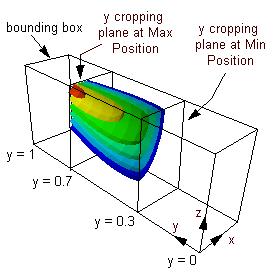 y cropping
plane at Max
Position
bounding box
y cropping
plane at Min
Position
y = 1
y = 0.7
y = 0.3
y = 0
y
z
x